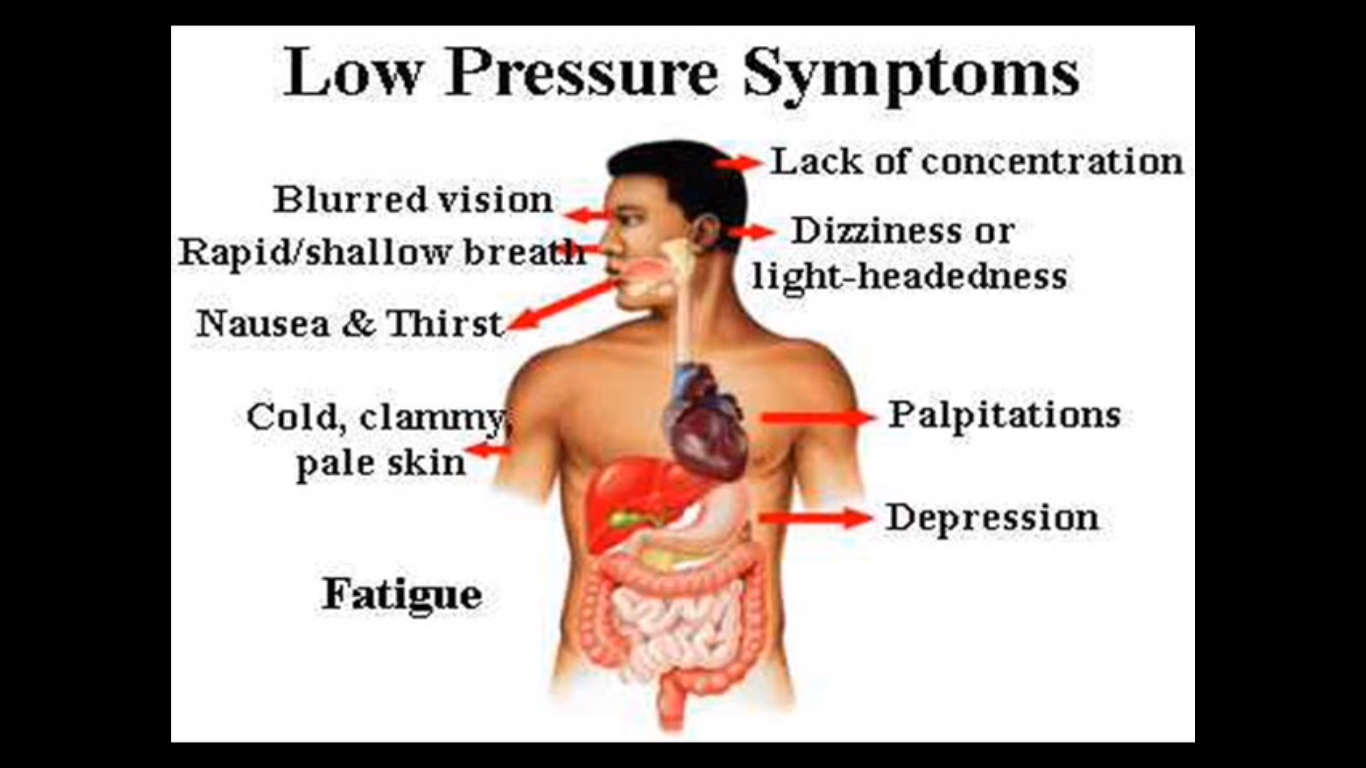 Low Pressure Symptoms
Lack of concentration
Blurred vision
Dizziness or
light-headedness
Rapid/shallow breath
Nausea & Thirst
Cold, clammy,
pale skin
Palpitations
Depression
Fatigue